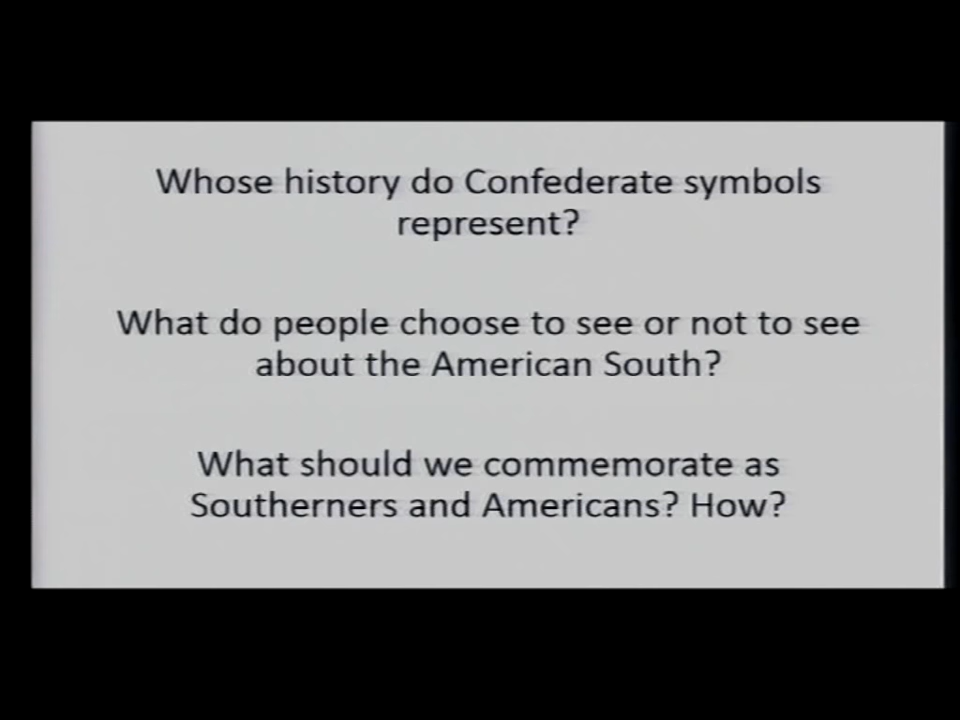 Whose history do Confederate symbols
represent?
What do people choose to see or not to see
about the American South?
What should we commemorate as
Southerners and Americans? How?